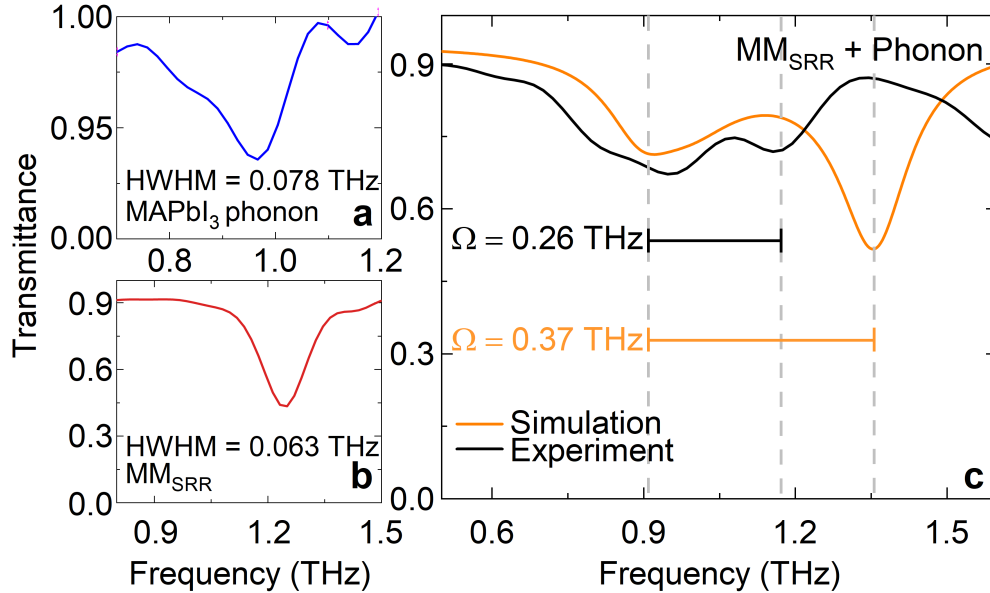 Transmittance
1.00
0.95
0.00
HWHM = 0.078 THz
MAPbI₃ phonon
a
0.8
1.0
1.2
0.9
0.6
0.3
0.0
HWHM = 0.063 THz
MM_SRR
b
0.9
1.2
1.5
Frequency (THz)
MM_SRR + Phonon
0.9
0.6
0.3
0.0
Ω = 0.26 THz
Ω = 0.37 THz
Simulation
Experiment
c
0.6
0.9
1.2
1.5
Frequency (THz)